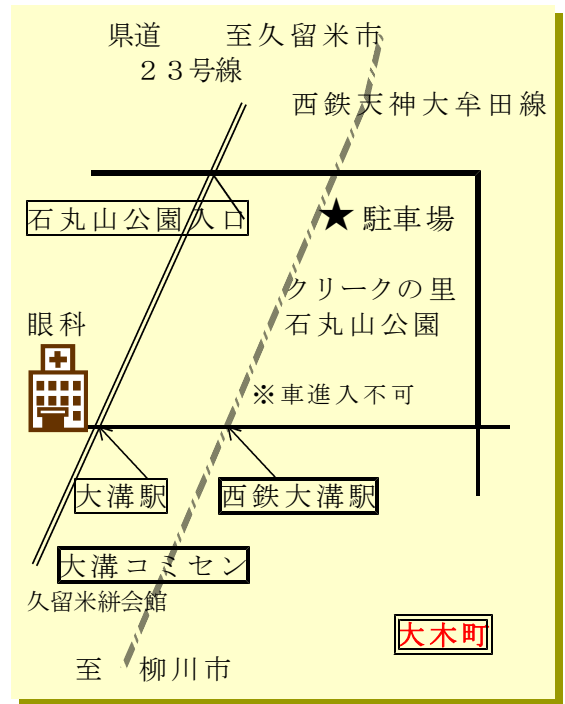 県道　至久留米市
２３号線
西鉄天神大牟田線
石丸山公園入口
★駐車場
クリークの里
石丸山公園
眼科
※車進入不可
大溝駅
西鉄大溝駅
大溝コミセン
久留米絣会館
大木町
至　柳川市